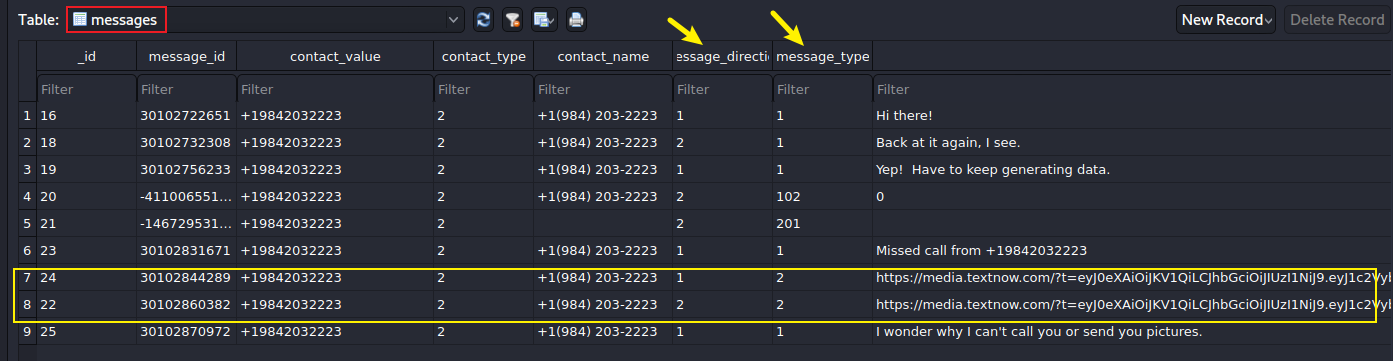 Table: messages New Record Delete Record
_id message_id contact_value contact_type contact_name essage_directi message_type
Filter Filter Filter Filter Filter Filter Filter Filter
1 16 30102722651 +19842032223 2 +1(984) 203-2223 1 1 Hi there!
2 18 30102732308 +19842032223 2 +1(984) 203-2223 2 1 Back at it again, I see.
3 19 30102756233 +19842032223 2 +1(984) 203-2223 1 1 Yep!  Have to keep generating data.
4 20 -411006551... +19842032223 2 +1(984) 203-2223 2 102 0
5 21 -146729531... +19842032223 2 2 201
6 23 30102831671 +19842032223 2 +1(984) 203-2223 1 1 Missed call from +19842032223
7 24 30102844289 +19842032223 2 +1(984) 203-2223 1 2 https://media.textnow.com/?t=eyJ0eXAiOiJKV1QiLCJhbGciOiJIUzI1NiJ9.eyJ1c2Vyb
8 22 30102860382 +19842032223 2 +1(984) 203-2223 2 2 https://media.textnow.com/?t=eyJ0eXAiOiJKV1QiLCJhbGciOiJIUzI1NiJ9.eyJ1c2Vyb
9 25 30102870972 +19842032223 2 +1(984) 203-2223 1 1 I wonder why I can't call you or send you pictures.